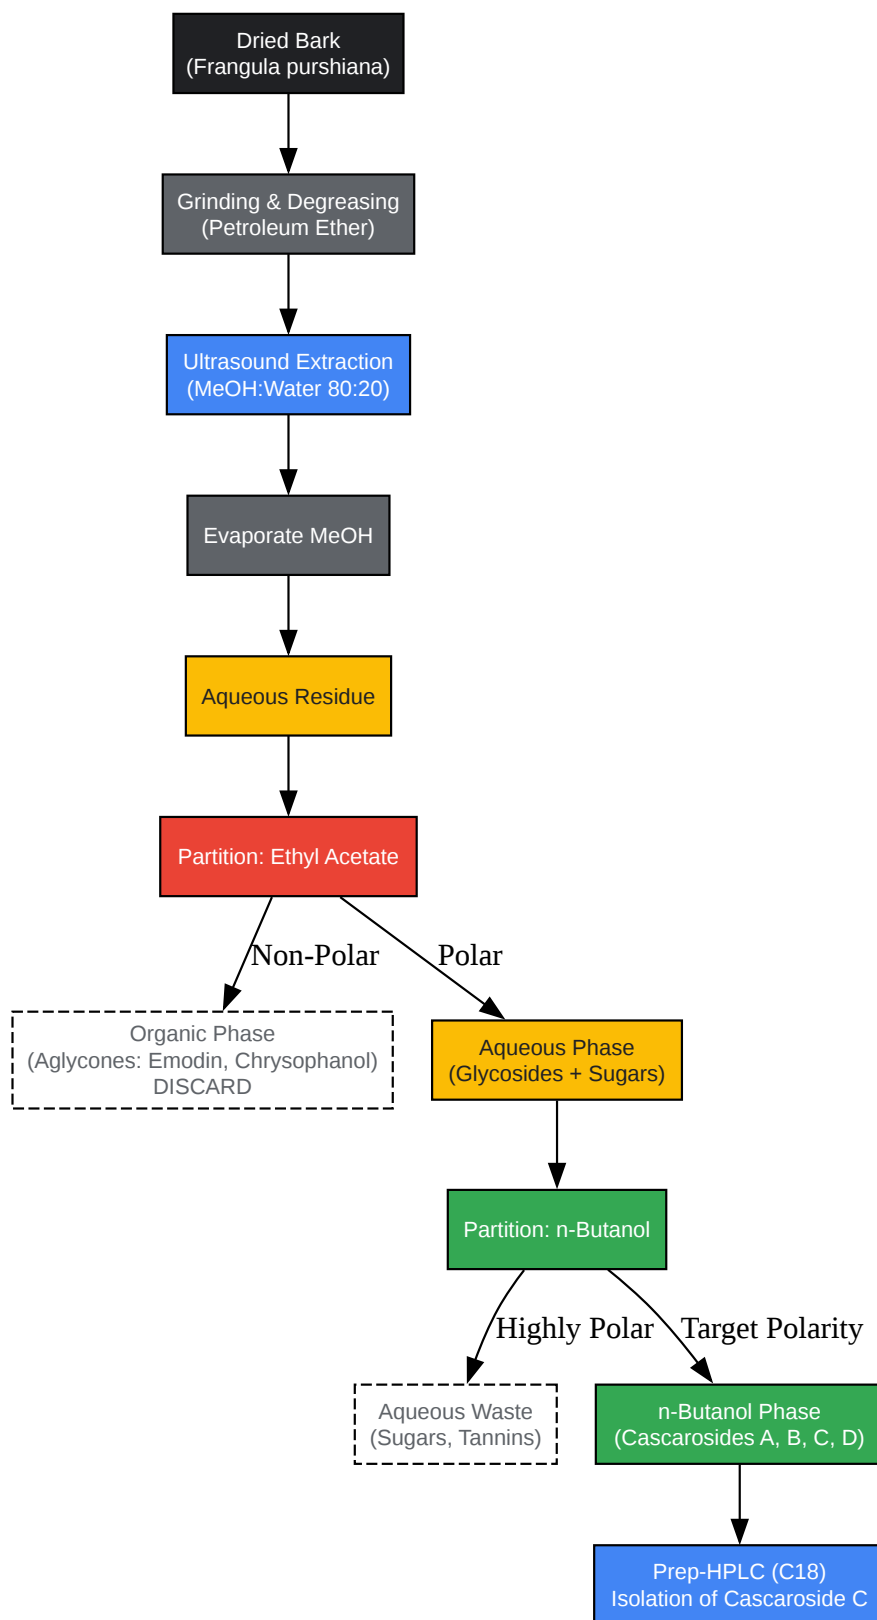 Dried Bark
(Frangula purshiana)
Grinding & Degreasing
(Petroleum Ether)
Ultrasound Extraction
(MeOH:Water 80:20)
Evaporate MeOH
Aqueous Residue
Partition: Ethyl Acetate
Non-Polar
Polar
Organic Phase
(Aglycones: Emodin, Chrysophanol)
DISCARD
Aqueous Phase
(Glycosides + Sugars)
Partition: n-Butanol
Highly Polar
Target Polarity
Aqueous Waste
(Sugars, Tannins)
n-Butanol Phase
(Cascarosides A, B, C, D)
Prep-HPLC (C18)
Isolation of Cascaroside C